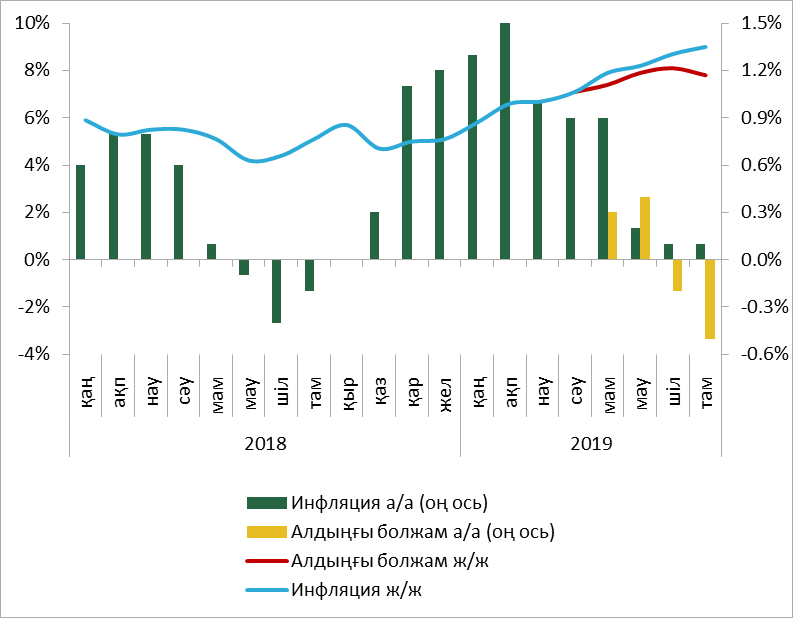 10% 1.5%
8% 1.2%
6% 0.9%
4% 0.6%
2% 0.3%
0% 0.0%
-2% -0.3%
-4% -0.6%
қаң ақп нау сәу мам мау шіл там қыр қаз қар жел қаң ақп нау сәу мам мау шіл там
2018 2019
Инфляция а/а (оң ось)
Алдыңғы болжам а/а (оң ось)
Алдыңғы болжам ж/ж
Инфляция ж/ж